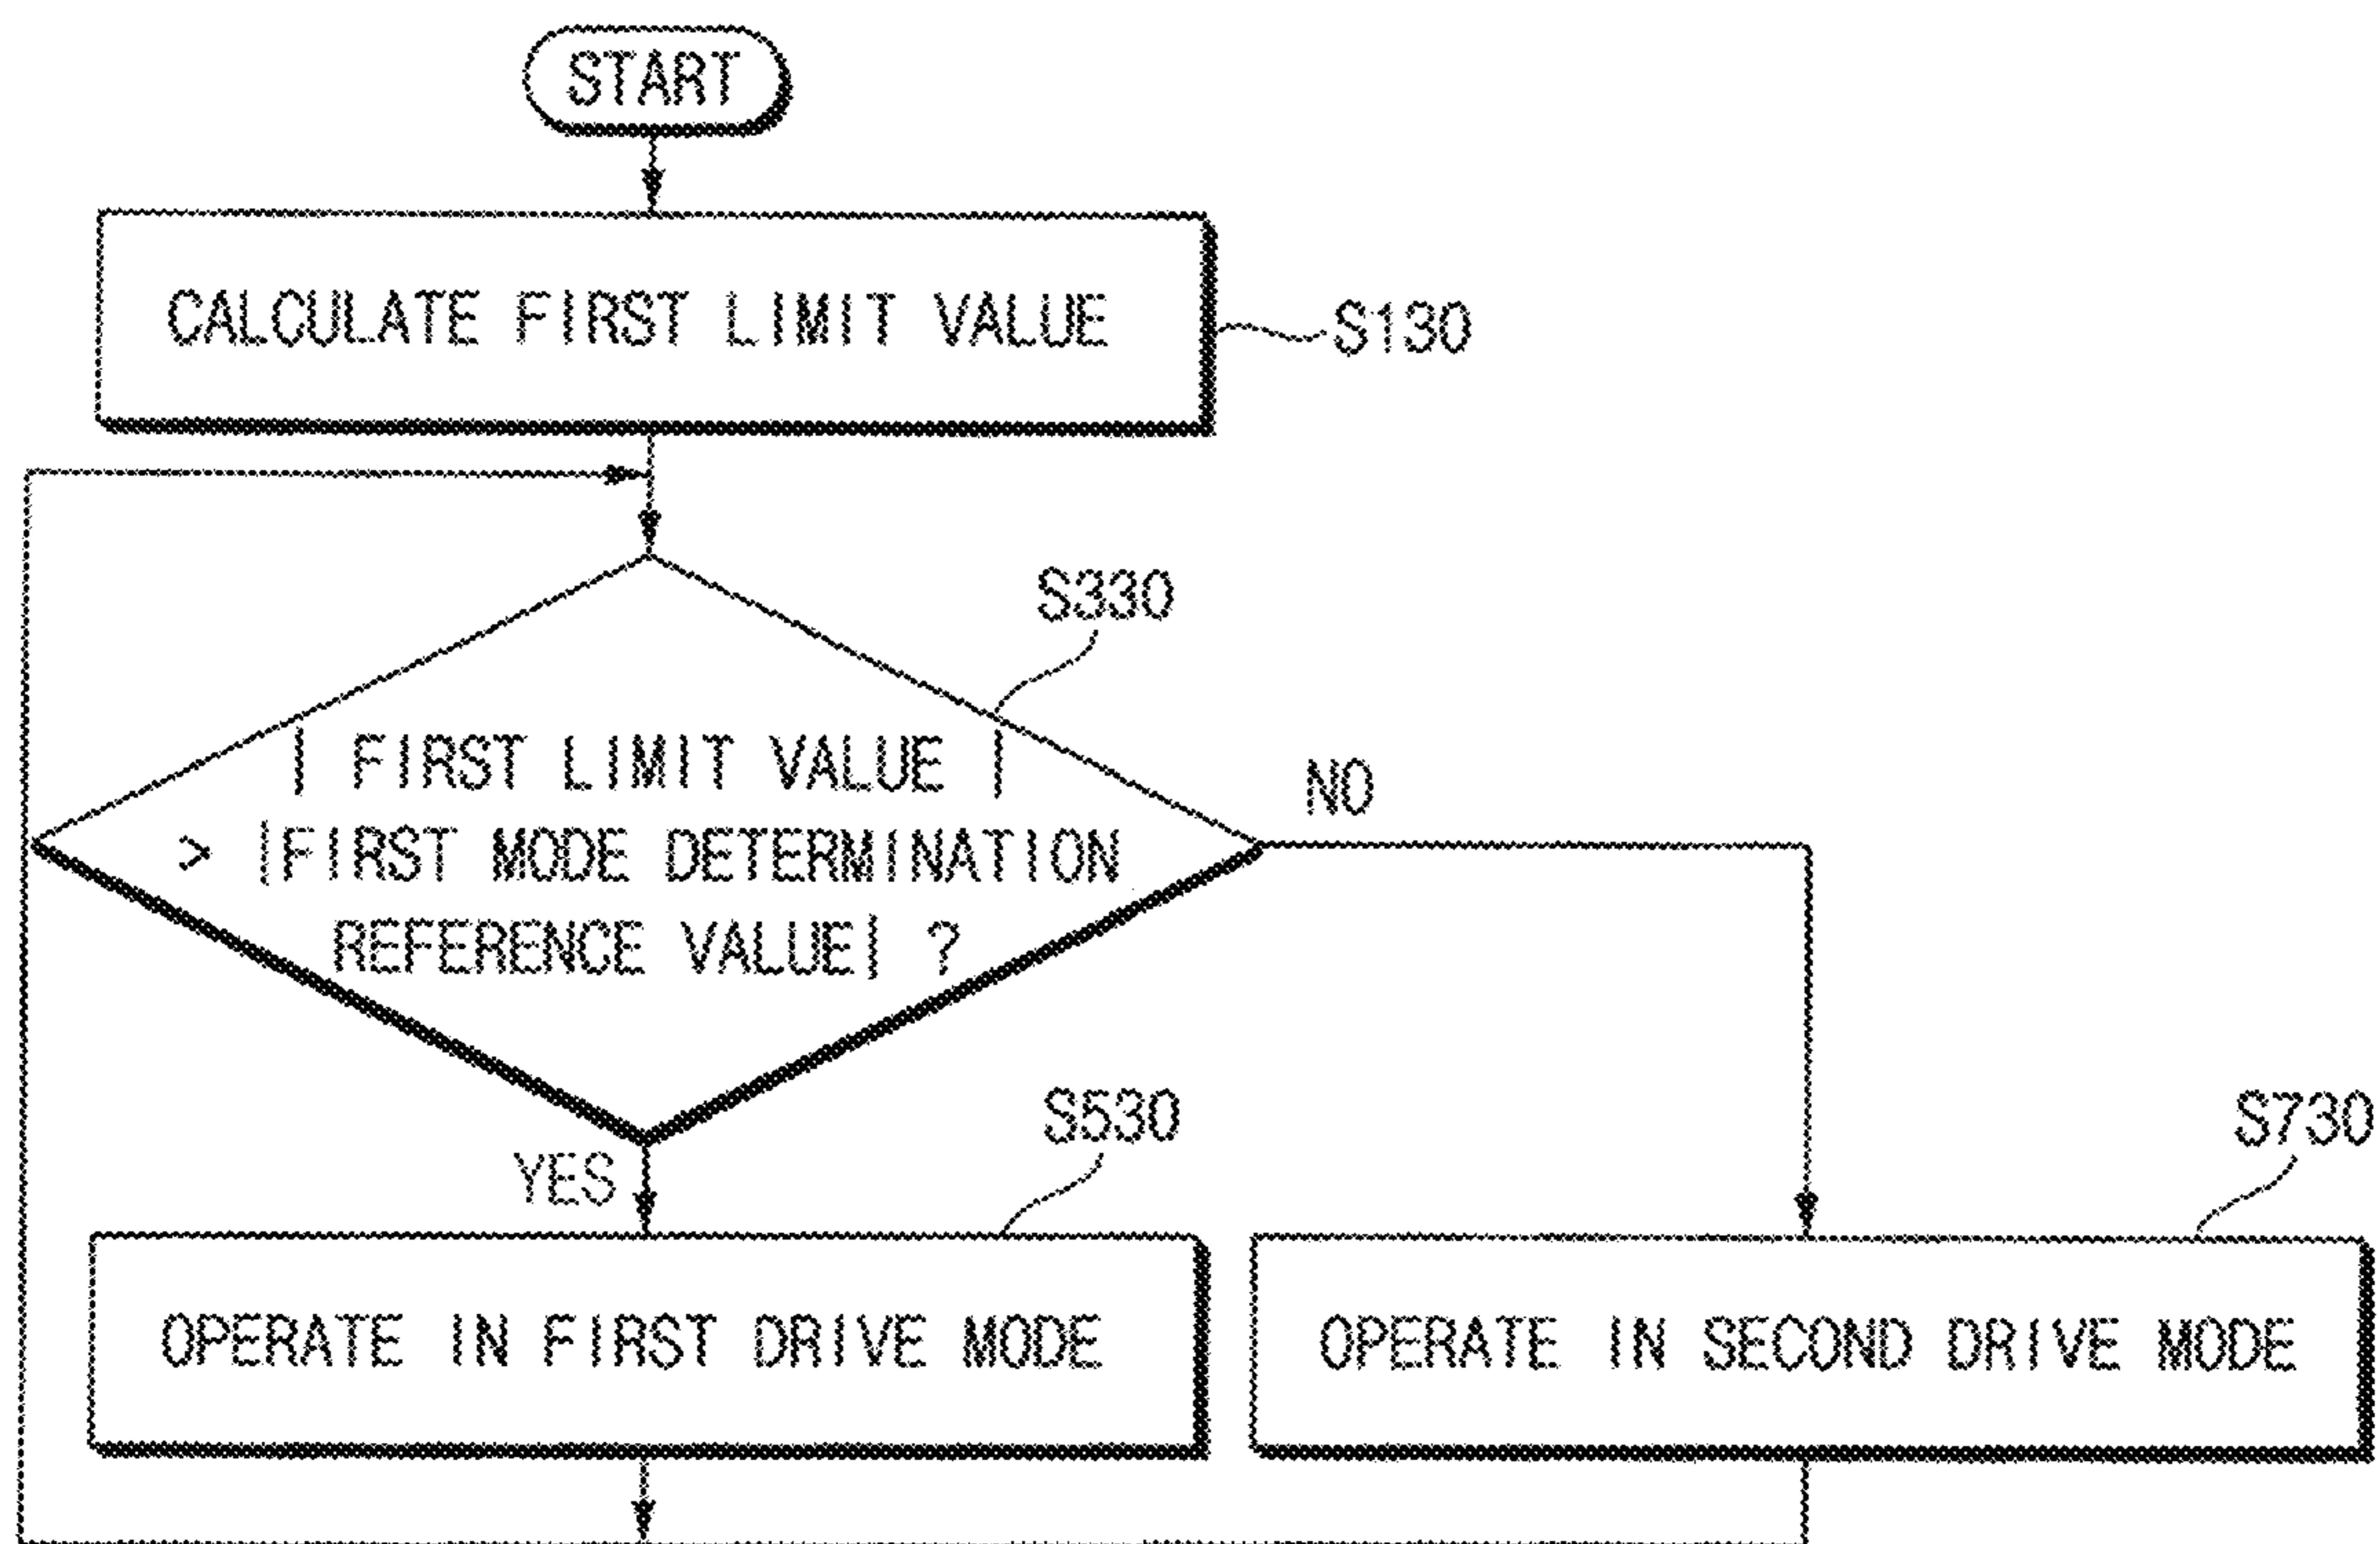 START
CALCULATE FIRST LIMIT VALUE
S130
S330
| FIRST LIMIT VALUE |
> |FIRST MODE DETERMINATION
REFERENCE VALUE| ?
NO
YES
S530
S730
OPERATE IN FIRST DRIVE MODE
OPERATE IN SECOND DRIVE MODE